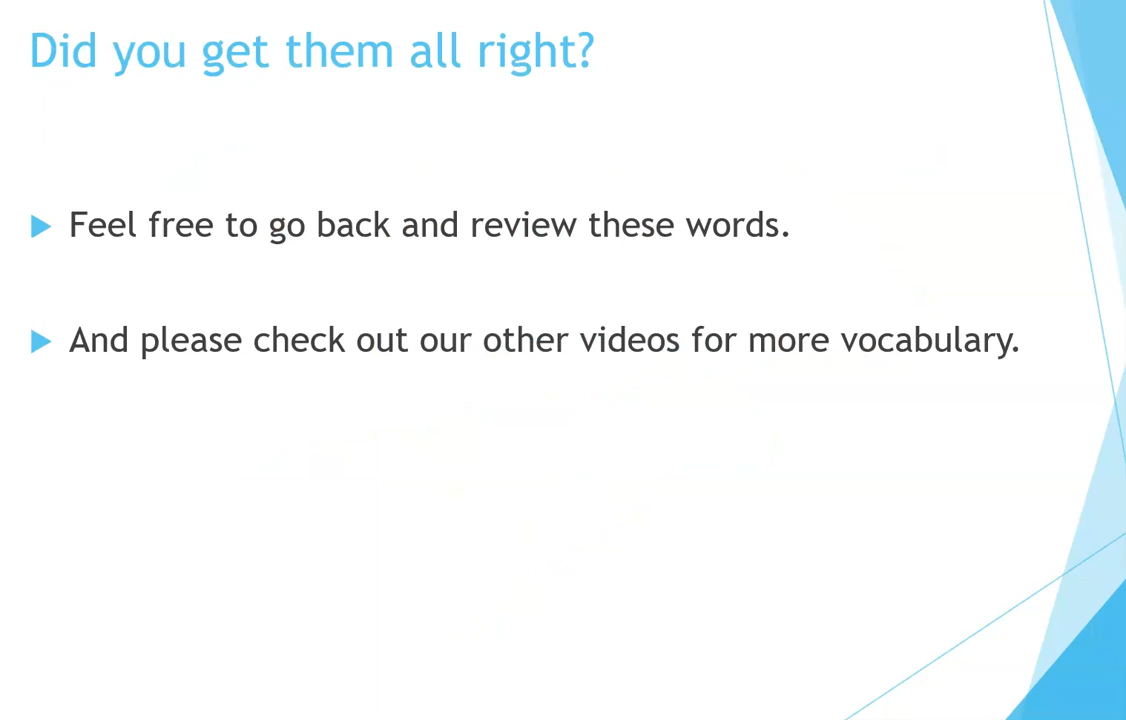 Did you get them all right?
Feel free to go back and review these words.
And please check out our other videos for more vocabulary.